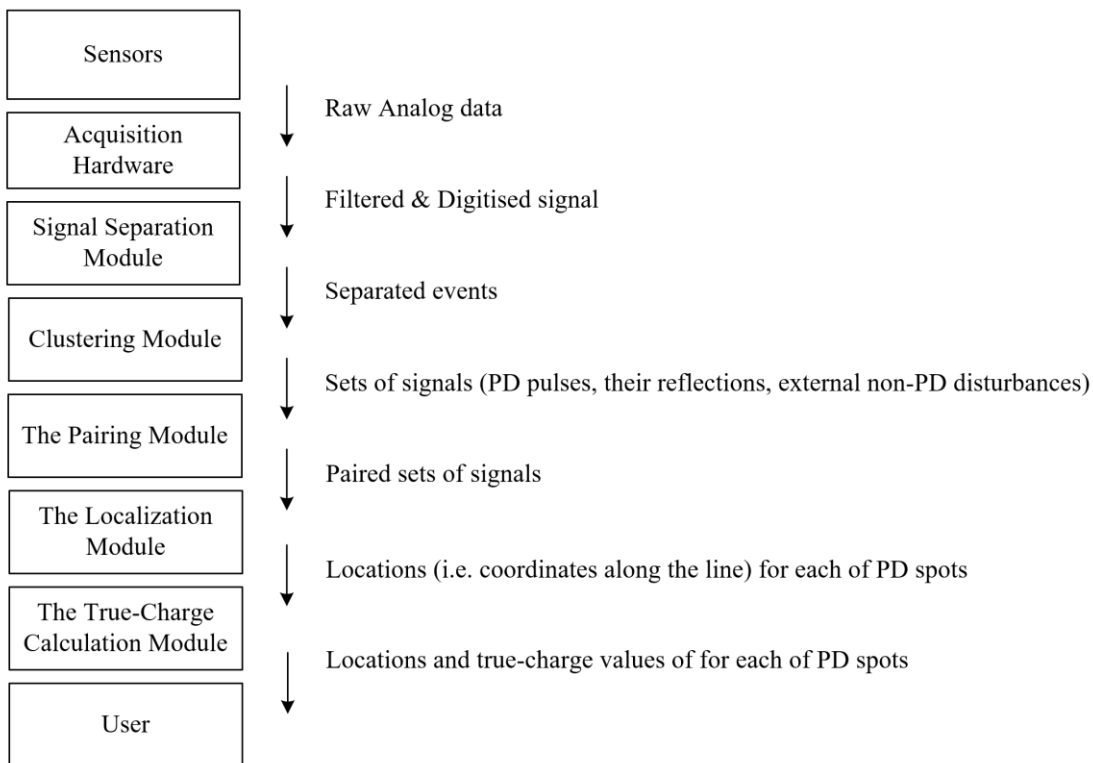 Sensors
Raw Analog data
Acquisition
Hardware
Filtered & Digitised signal
Signal Separation
Module
Separated events
Clustering Module
Sets of signals (PD pulses, their reflections, external non-PD disturbances)
The Pairing Module
Paired sets of signals
The Localization
Module
Locations (i.e. coordinates along the line) for each of PD spots
The True-Charge
Calculation Module
Locations and true-charge values of for each of PD spots
User